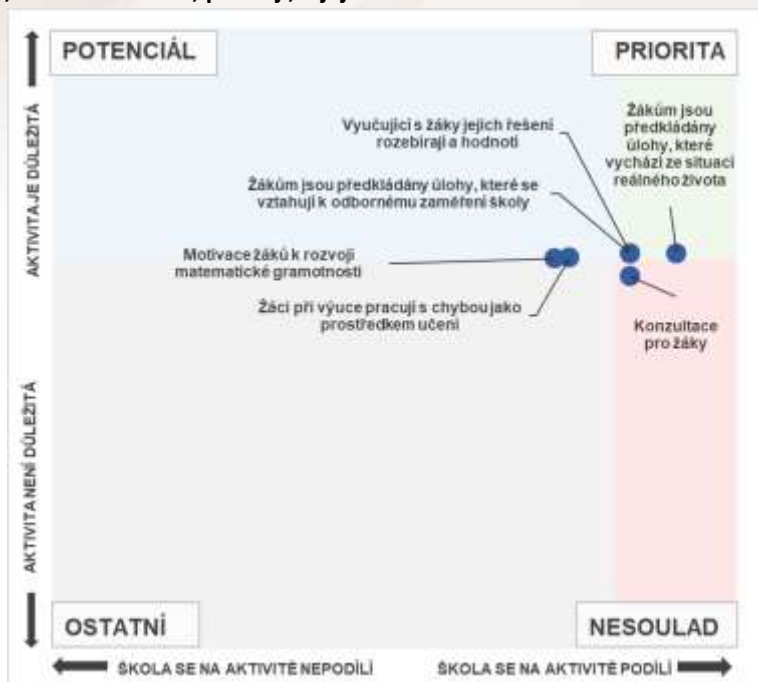 POTENCIÁL
PRIORITA
AKTIVITA JE DŮLEŽITÁ
Vyučující s žáky jejich řešení
rozebírají a hodnotí
Žákům jsou
předkládány
úlohy, které
vychází ze situací
reálného života
Žákům jsou předkládány úlohy, které se
vztahují k odbornému zaměření školy
Motivace žáků k rozvoji
matematické gramotnosti
Žáci při výuce pracují s chybou jako
prostředkem učení
Konzultace
pro žáky
AKTIVITA NENÍ DŮLEŽITÁ
OSTATNÍ
NESOULAD
ŠKOLA SE NA AKTIVITĚ NEPODÍLÍ
ŠKOLA SE NA AKTIVITĚ PODÍLÍ